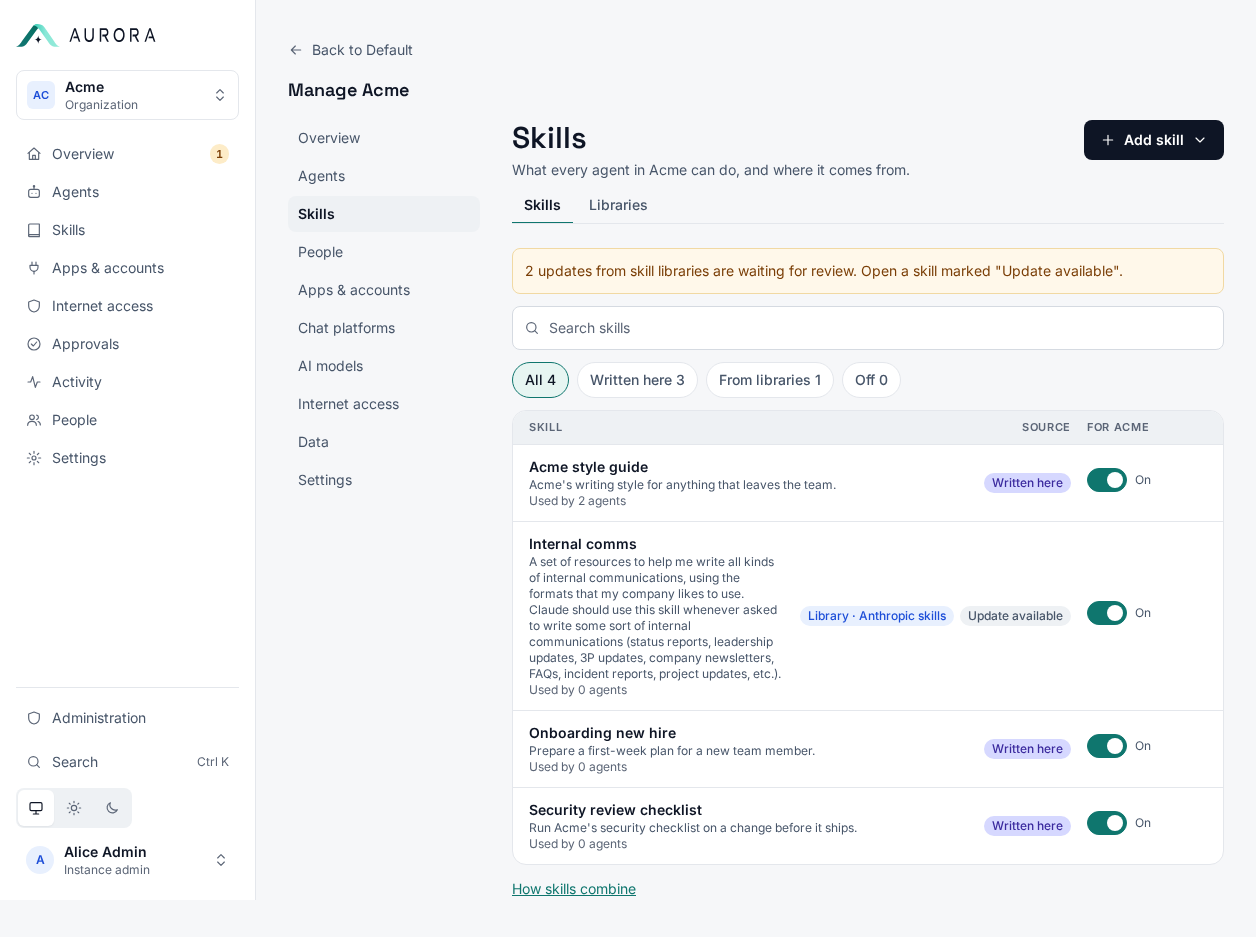 AURORA
AC
Acme
Organization
Overview
1
Agents
Skills
Apps & accounts
Internet access
Approvals
Activity
People
Settings
Administration
Search
Ctrl K
A
Alice Admin
Instance admin
Back to Default
Manage Acme
Overview
Agents
Skills
People
Apps & accounts
Chat platforms
AI models
Internet access
Data
Settings
Skills
Add skill
What every agent in Acme can do, and where it comes from.
Skills
Libraries
2 updates from skill libraries are waiting for review. Open a skill marked "Update available".
Search skills
All 4
Written here 3
From libraries 1
Off 0
SKILL
SOURCE
FOR ACME
Acme style guide
Acme's writing style for anything that leaves the team.
Used by 2 agents
Written here
On
Internal comms
A set of resources to help me write all kinds
of internal communications, using the
formats that my company likes to use.
Claude should use this skill whenever asked
to write some sort of internal
communications (status reports, leadership
updates, 3P updates, company newsletters,
FAQs, incident reports, project updates, etc.).
Used by 0 agents
Library · Anthropic skills
Update available
On
Onboarding new hire
Prepare a first-week plan for a new team member.
Used by 0 agents
Written here
On
Security review checklist
Run Acme's security checklist on a change before it ships.
Used by 0 agents
Written here
On
How skills combine